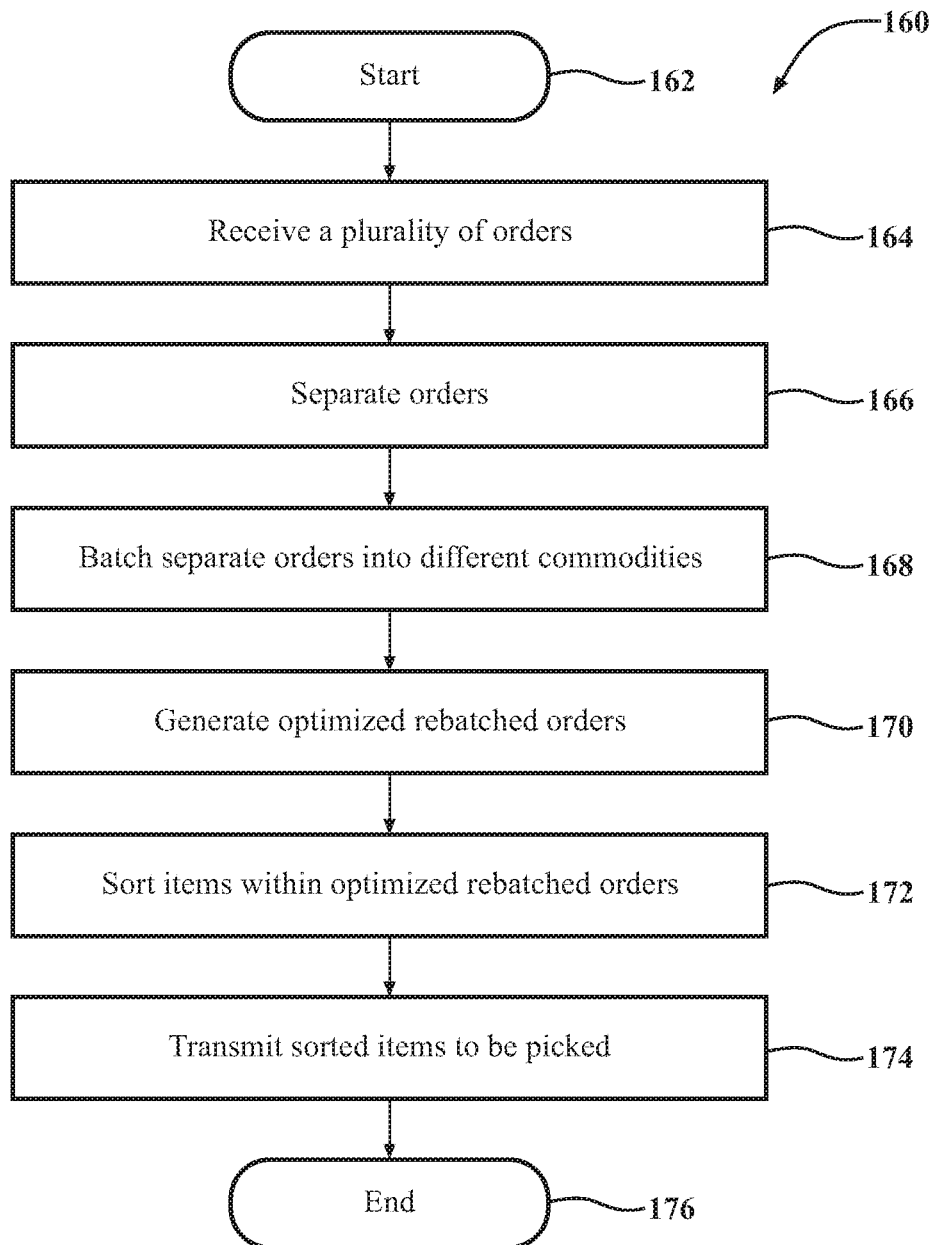 160
Start
162
Receive a plurality of orders
164
Separate orders
166
Batch separate orders into different commodities
168
Generate optimized rebatched orders
170
Sort items within optimized rebatched orders
172
Transmit sorted items to be picked
174
End
176